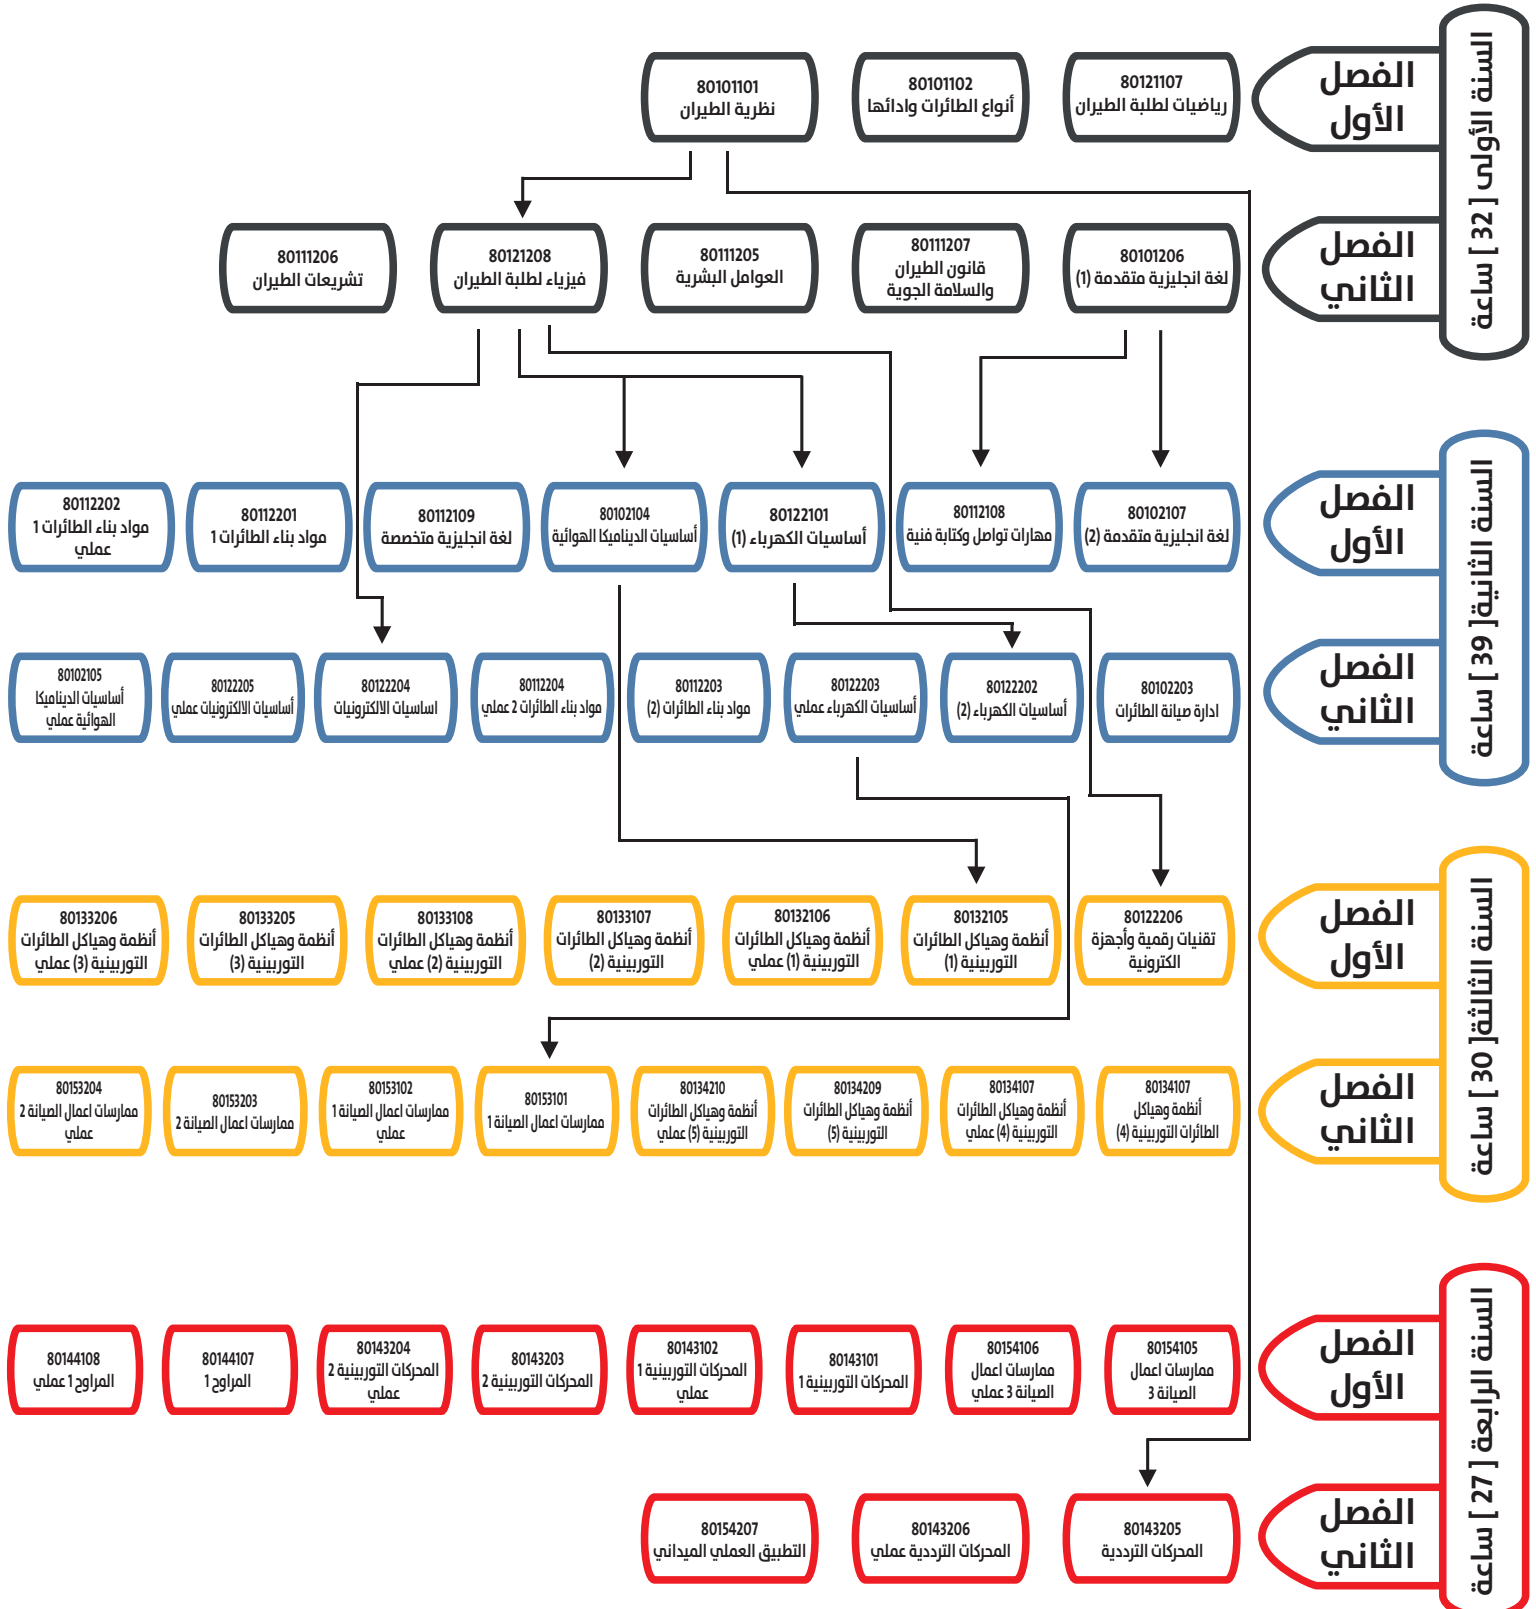 السنة الأولى [ 32 ] ساعة
الفصل
الأول
80121107
رياضيات لطلبة الطيران
80101102
أنواع الطائرات وادائها
80101101
نظرية الطيران
الفصل
الثاني
80101206
لغة انجليزية متقدمة (1)
80111207
قانون الطيران
والسلامة الجوية
80111205
العوامل البشرية
80121208
فيزياء لطلبة الطيران
80111206
تشريعات الطيران
السنة الثانية[ 39 ] ساعة
الفصل
الأول
80102107
لغة انجليزية متقدمة (2)
80112108
مهارات تواصل وكتابة فنية
80122101
أساسيات الكهرباء (1)
80102104
أساسيات الديناميكا الهوائية
80112109
لغة انجليزية متخصصة
80112201
مواد بناء الطائرات 1
80112202
مواد بناء الطائرات 1
عملي
الفصل
الثاني
80102203
ادارة صيانة الطائرات
80122202
أساسيات الكهرباء (2)
80122203
أساسيات الكهرباء عملي
80112203
مواد بناء الطائرات (2)
80112204
مواد بناء الطائرات 2 عملي
80122204
اساسيات الالكترونيات
80122205
أساسيات الالكترونيات عملي
80102105
أساسيات الديناميكا
الهوائية عملي
السنة الثالثة[ 30 ] ساعة
الفصل
الأول
80122206
تقنيات رقمية وأجهزة
الكترونية
80132105
أنظمة وهياكل الطائرات
التوربينية (1)
80132106
أنظمة وهياكل الطائرات
التوربينية (1) عملي
80133107
أنظمة وهياكل الطائرات
التوربينية (2)
80133108
أنظمة وهياكل الطائرات
التوربينية (2) عملي
80133205
أنظمة وهياكل الطائرات
التوربينية (3)
80133206
أنظمة وهياكل الطائرات
التوربينية (3) عملي
الفصل
الثاني
80134107
أنظمة وهياكل
الطائرات التوربينية (4)
80134107
أنظمة وهياكل الطائرات
التوربينية (4) عملي
80134209
أنظمة وهياكل الطائرات
التوربينية (5)
80134210
أنظمة وهياكل الطائرات
التوربينية (5) عملي
80153101
ممارسات اعمال الصيانة 1
80153102
ممارسات اعمال الصيانة 1
عملي
80153203
ممارسات اعمال الصيانة 2
80153204
ممارسات اعمال الصيانة 2
عملي
السنة الرابعة [ 27 ] ساعة
الفصل
الأول
80154105
ممارسات اعمال
الصيانة 3
80154106
ممارسات اعمال
الصيانة 3 عملي
80143101
المحركات التوربينية 1
80143102
المحركات التوربينية 1
عملي
80143203
المحركات التوربينية 2
80143204
المحركات التوربينية 2
عملي
80144107
المراوح 1
80144108
المراوح 1 عملي
الفصل
الثاني
80143205
المحركات الترددية
80143206
المحركات الترددية عملي
80154207
التطبيق العملي الميداني